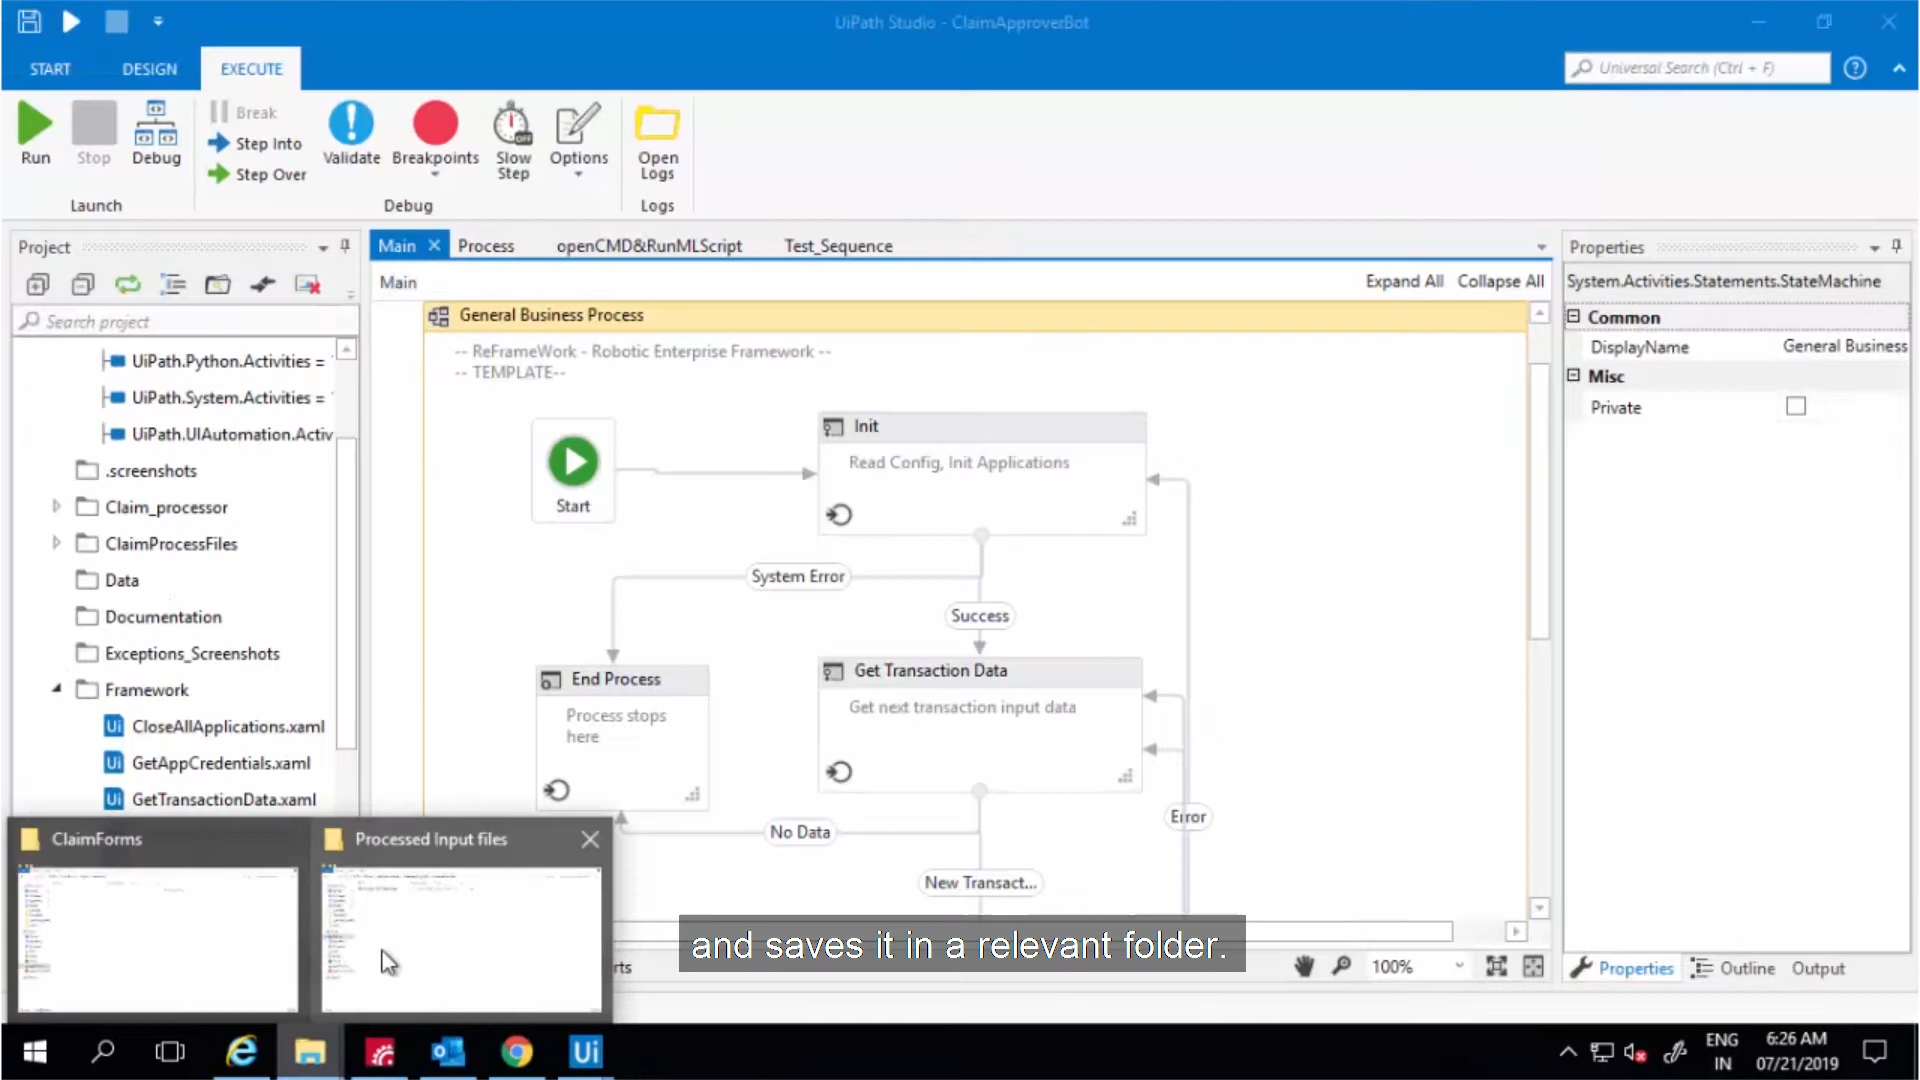 UiPath Studio - ClaimApproverBot
START
DESIGN
EXECUTE
Universal Search (Ctrl + F)
Run
Stop
Debug
Break
Step Into
Step Over
Validate
Breakpoints
Slow
Step
OFF
Options
Open
Logs
Launch
Debug
Logs
Project
Search project
UiPath.Python.Activities =
UiPath.System.Activities =
UiPath.UIAutomation.Activ
.screenshots
Claim_processor
ClaimProcessFiles
Data
Documentation
Exceptions_Screenshots
Framework
Ui CloseAllApplications.xaml
Ui GetAppCredentials.xaml
Ui GetTransactionData.xaml
Main
Process
openCMD&RunMLScript
Test_Sequence
Main
Expand All
Collapse All
General Business Process
-- ReFrameWork - Robotic Enterprise Framework --
-- TEMPLATE--
Start
Init
Read Config, Init Applications
System Error
Success
End Process
Process stops
here
Get Transaction Data
Get next transaction input data
No Data
Error
New Transact...
Properties
System.Activities.Statements.StateMachine
Common
DisplayName
General Business
Misc
Private
ClaimForms
Processed Input files
and saves it in a relevant folder.
rts
100%
Properties
Outline
Output
Ui
ENG
IN
6:26 AM
07/21/2019